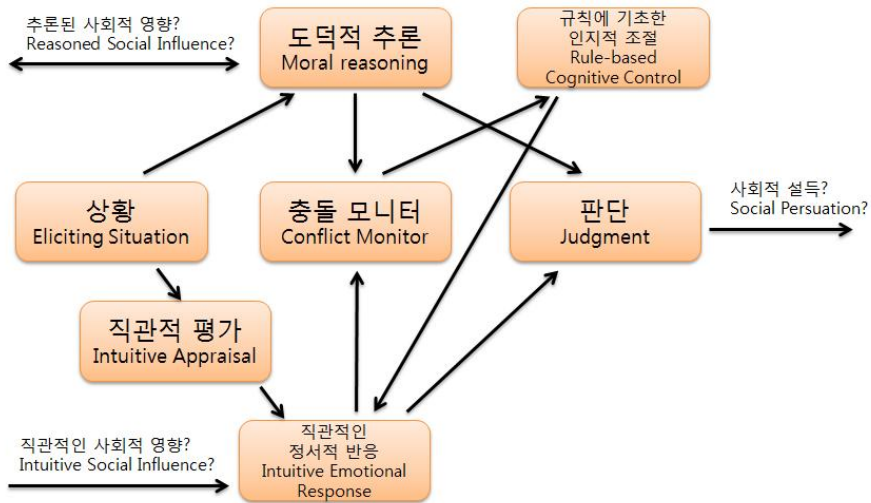 추론된 사회적 영향?
Reasoned Social Influence?
도덕적 추론
Moral reasoning
규칙에 기초한
인지적 조절
Rule-based
Cognitive Control
상황
Eliciting Situation
충돌 모니터
Conflict Monitor
판단
Judgment
사회적 설득?
Social Persuation?
직관적 평가
Intuitive Appraisal
직관적인 사회적 영향?
Intuitive Social Influence?
직관적인
정서적 반응
Intuitive Emotional
Response